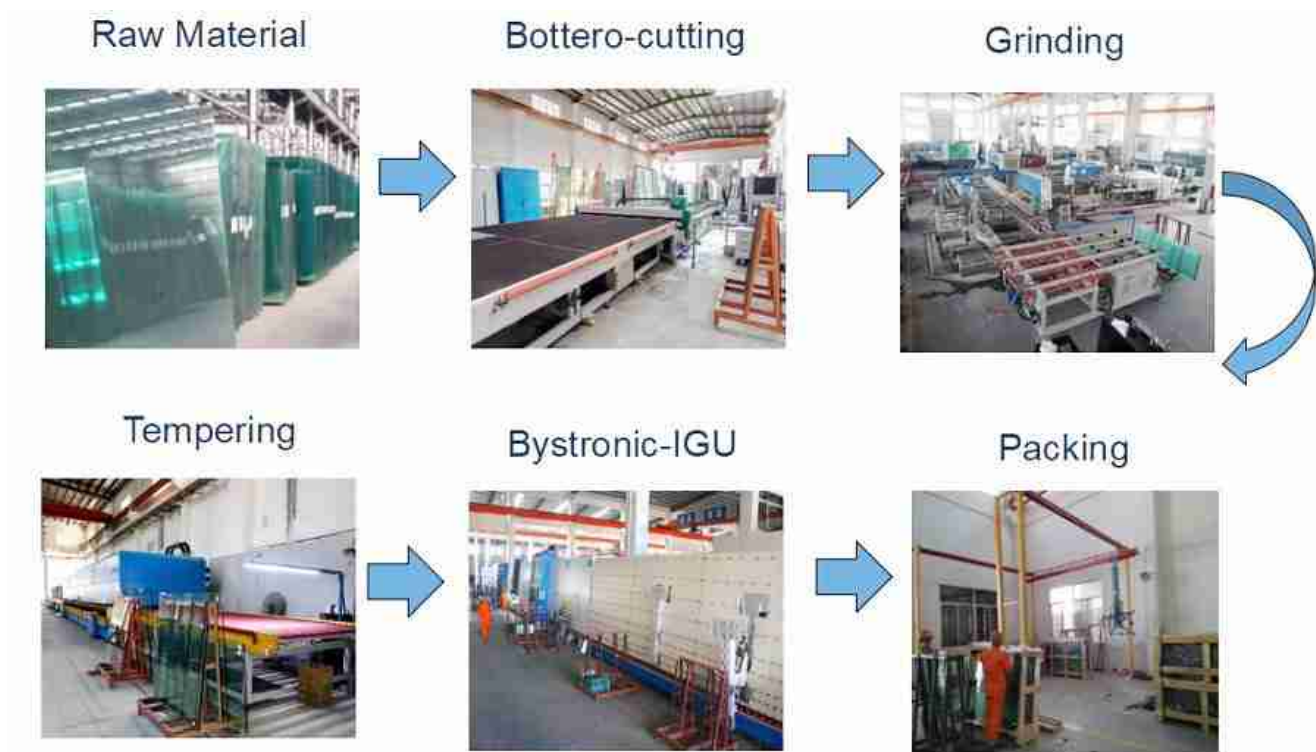 Raw Material
Bottero-cutting
Grinding
Tempering
Bystronic-IGU
Packing